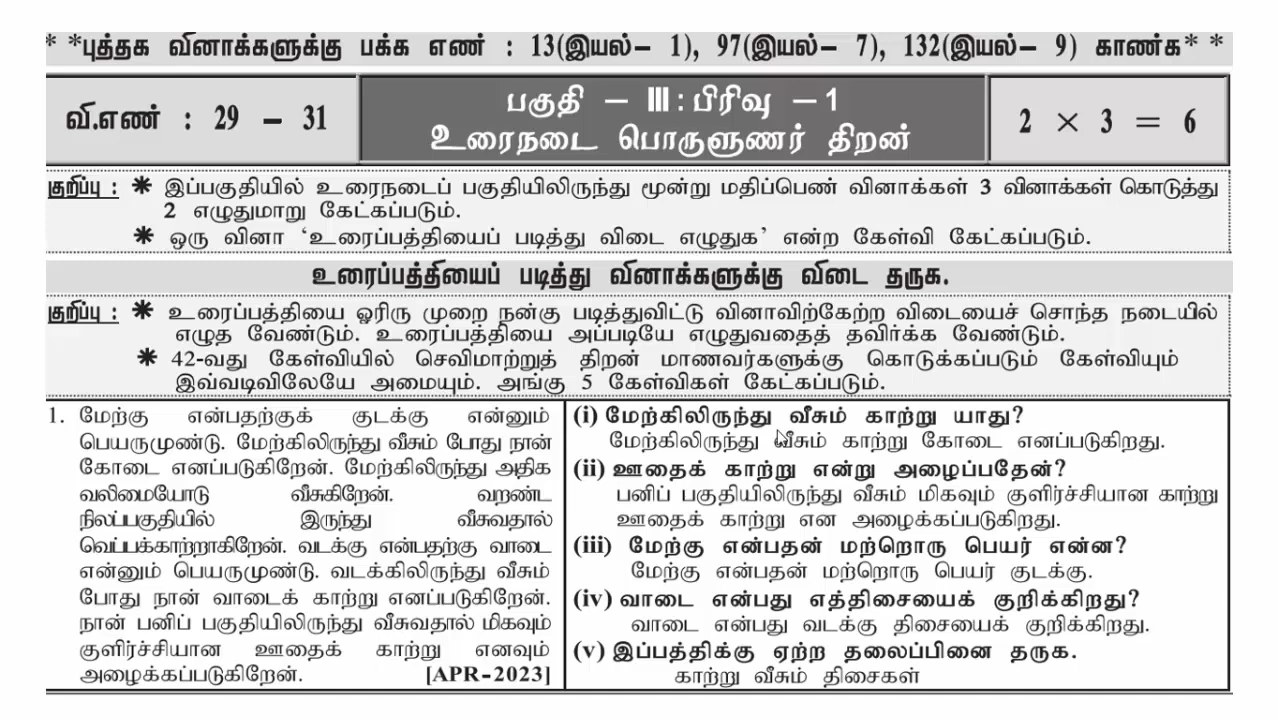 * *புத்தக வினாக்களுக்கு பக்க எண் : 13(இயல்– 1), 97(இயல்– 7), 132(இயல்– 9) காண்க* *
வி.எண் : 29 – 31
பகுதி – III : பிரிவு – 1
உரைநடை பொருளுணர் திறன்
2 × 3 = 6
குறிப்பு : * இப்பகுதியில் உரைநடைப் பகுதியிலிருந்து மூன்று மதிப்பெண் வினாக்கள் 3 வினாக்கள் கொடுத்து
2 எழுதுமாறு கேட்கப்படும்.
* ஒரு வினா ‘உரைப்பத்தியைப் படித்து விடை எழுதுக’ என்ற கேள்வி கேட்கப்படும்.
உரைப்பத்தியைப் படித்து வினாக்களுக்கு விடை தருக.
குறிப்பு : * உரைப்பத்தியை ஓரிரு முறை நன்கு படித்துவிட்டு வினாவிற்கேற்ற விடையைச் சொந்த நடையில்
எழுத வேண்டும். உரைப்பத்தியை அப்படியே எழுதுவதைத் தவிர்க்க வேண்டும்.
* 42-வது கேள்வியில் செவிமாற்றுத் திறன் மாணவர்களுக்கு கொடுக்கப்படும் கேள்வியும்
இவ்வடிவிலேயே அமையும். அங்கு 5 கேள்விகள் கேட்கப்படும்.
1. மேற்கு என்பதற்குக் குடக்கு என்னும்
பெயருமுண்டு. மேற்கிலிருந்து வீசும் போது நான்
கோடை எனப்படுகிறேன். மேற்கிலிருந்து அதிக
வலிமையோடு வீசுகிறேன். வறண்ட
நிலப்பகுதியில் இருந்து வீசுவதால்
வெப்பக்காற்றாகிறேன். வடக்கு என்பதற்கு வாடை
என்னும் பெயருமுண்டு. வடக்கிலிருந்து வீசும்
போது நான் வாடைக் காற்று எனப்படுகிறேன்.
நான் பனிப் பகுதியிலிருந்து வீசுவதால் மிகவும்
குளிர்ச்சியான ஊதைக் காற்று எனவும்
அழைக்கப்படுகிறேன். [APR-2023]
(i) மேற்கிலிருந்து வீசும் காற்று யாது?
மேற்கிலிருந்து வீசும் காற்று கோடை எனப்படுகிறது.
(ii) ஊதைக் காற்று என்று அழைப்பதேன்?
பனிப் பகுதியிலிருந்து வீசும் மிகவும் குளிர்ச்சியான காற்று
ஊதைக் காற்று என அழைக்கப்படுகிறது.
(iii) மேற்கு என்பதன் மற்றொரு பெயர் என்ன?
மேற்கு என்பதன் மற்றொரு பெயர் குடக்கு.
(iv) வாடை என்பது எத்திசையைக் குறிக்கிறது?
வாடை என்பது வடக்கு திசையைக் குறிக்கிறது.
(v) இப்பத்திக்கு ஏற்ற தலைப்பினை தருக.
காற்று வீசும் திசைகள்